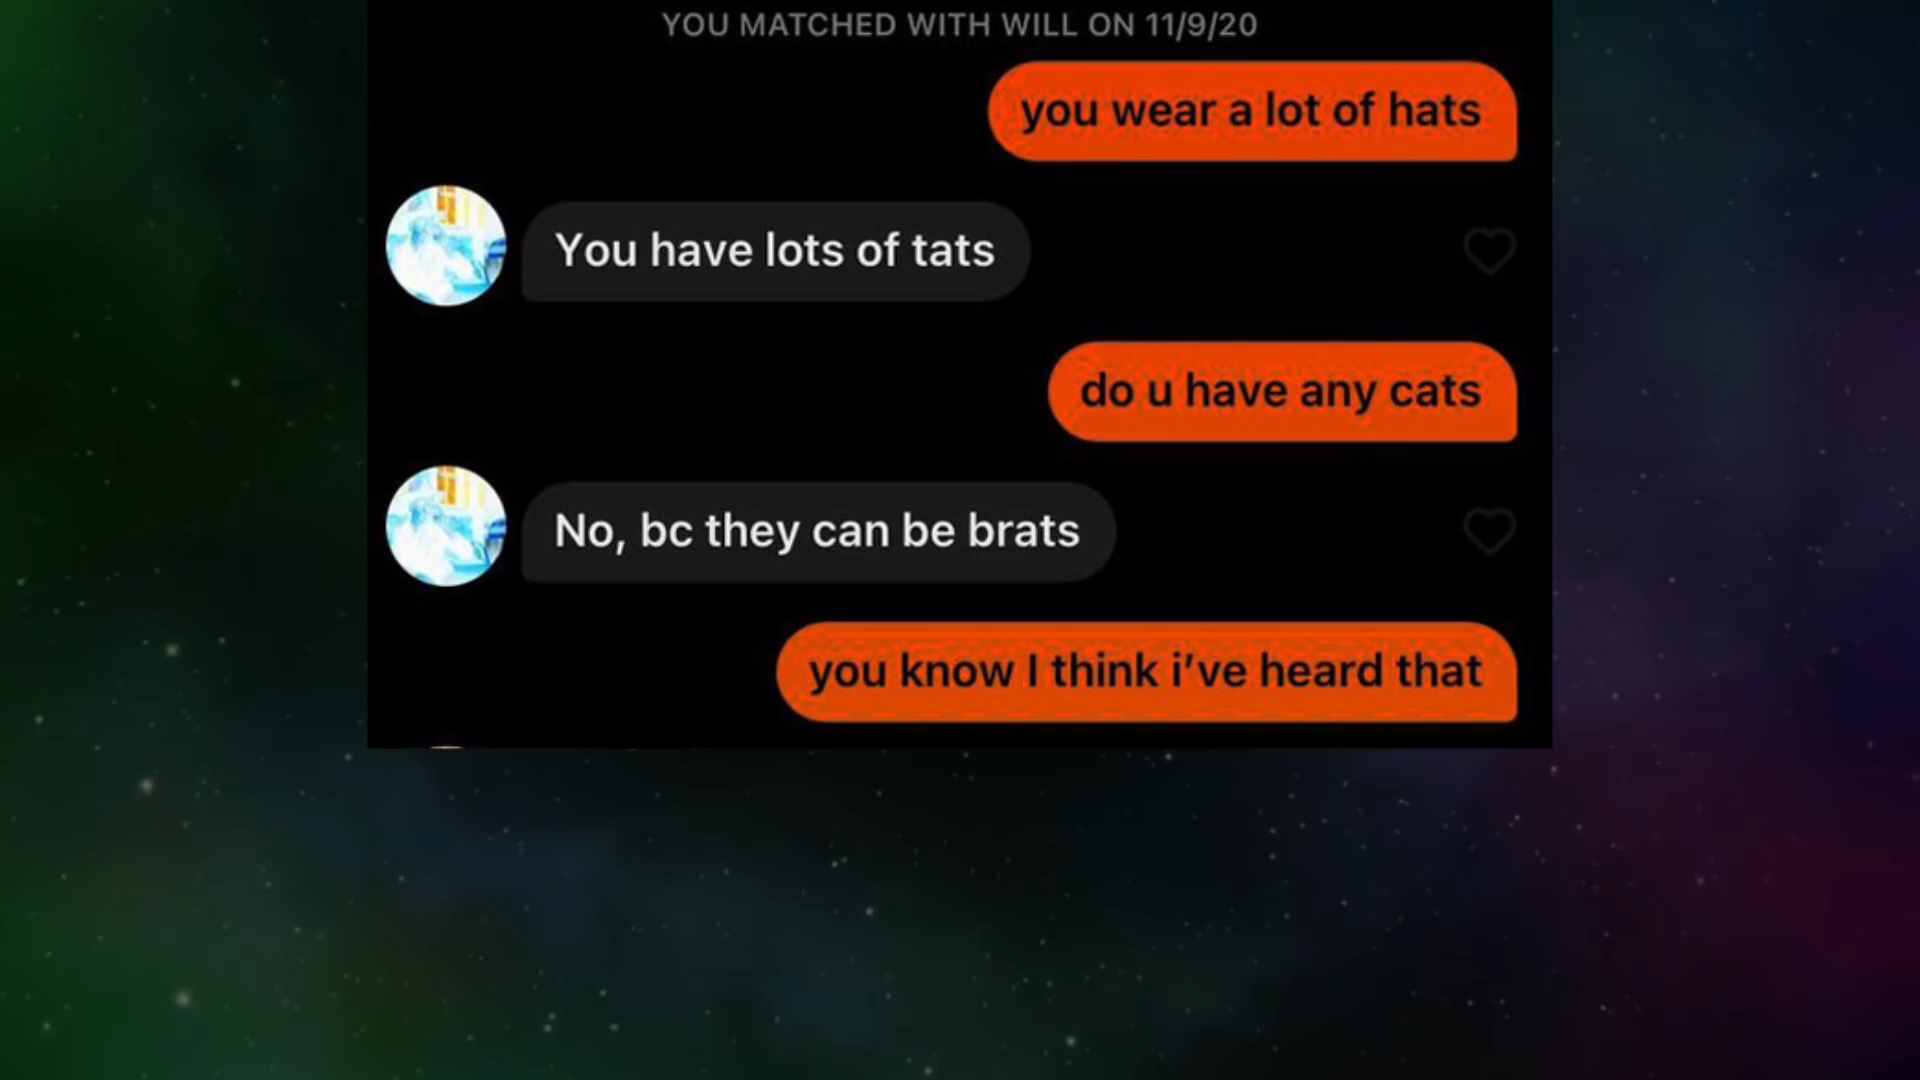 YOU MATCHED WITH WILL ON 11/9/20
you wear a lot of hats
You have lots of tats
do u have any cats
No, bc they can be brats
you know I think i've heard that